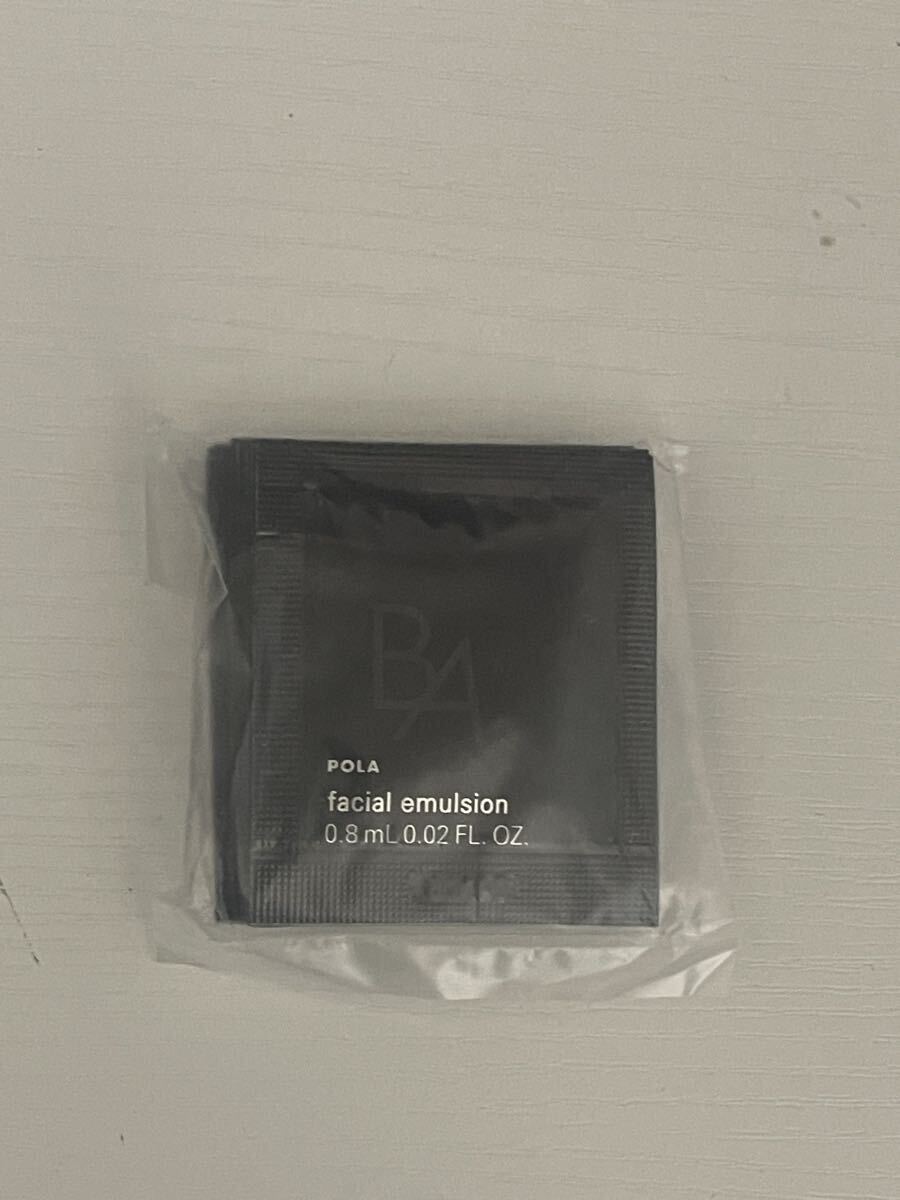 BA
POLA
facial emulsion
0.8 mL 0.02 FL. OZ.